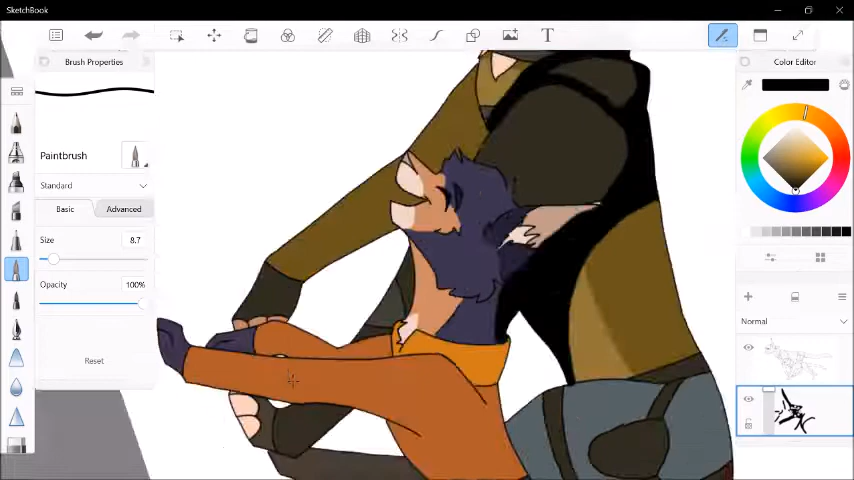 SketchBook
T
Brush Properties
Color Editor
Paintbrush
Standard
Basic
Advanced
Size
8.7
Opacity
100%
Reset
Normal